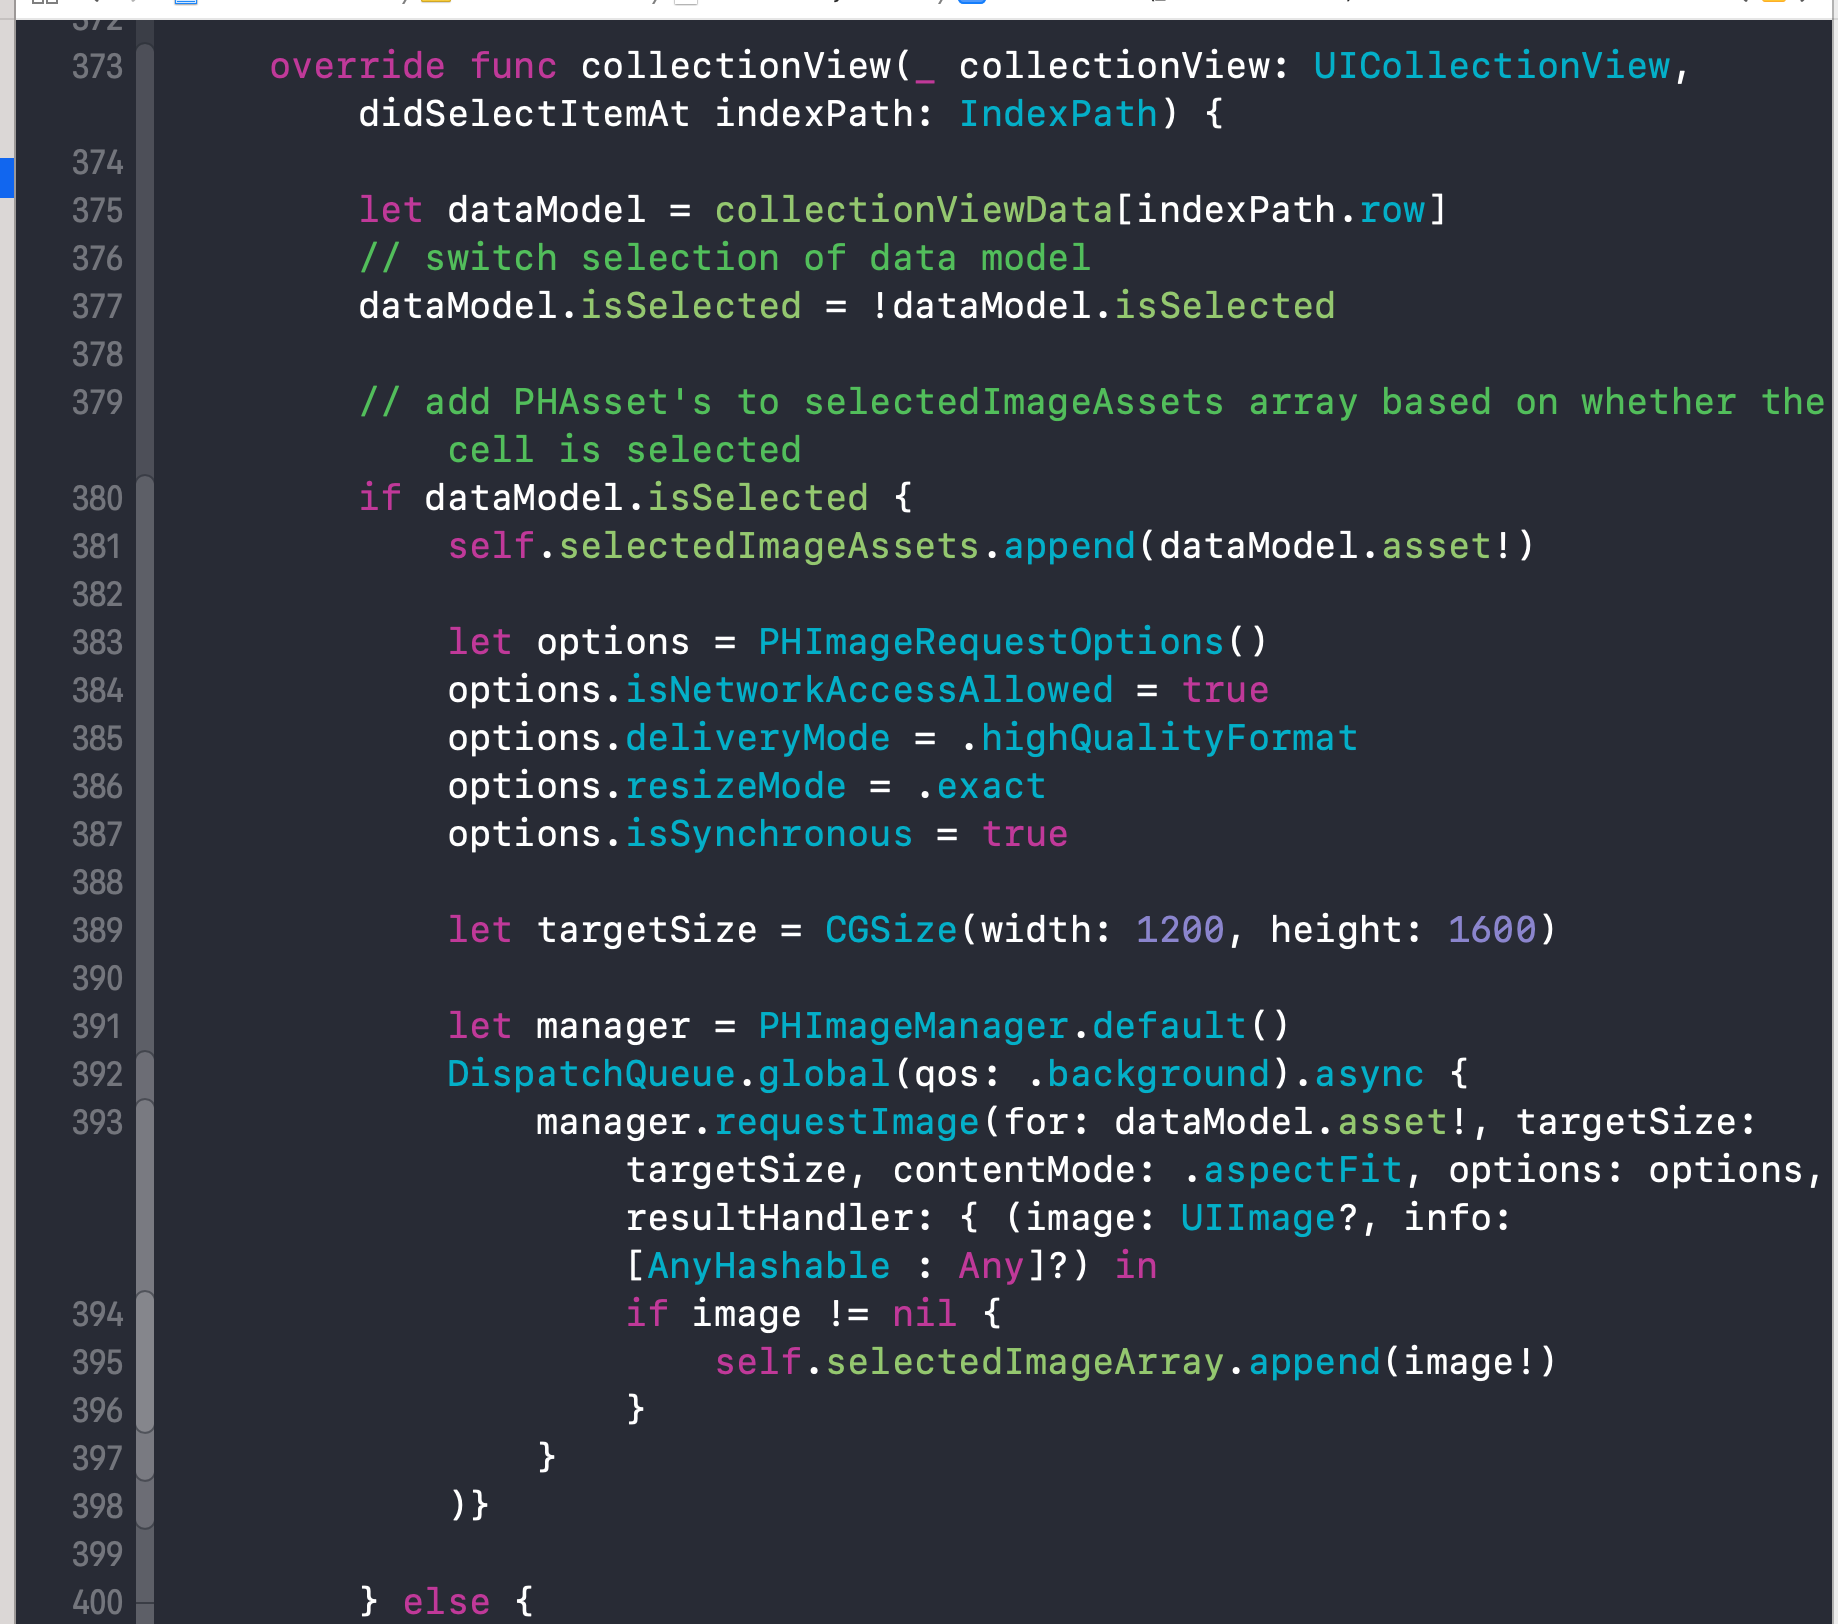 372
373 override func collectionView(_ collectionView: UICollectionView,
didSelectItemAt indexPath: IndexPath) {
374
375 let dataModel = collectionViewData[indexPath.row]
376 // switch selection of data model
377 dataModel.isSelected = !dataModel.isSelected
378
379 // add PHAsset's to selectedImageAssets array based on whether the
cell is selected
380 if dataModel.isSelected {
381 self.selectedImageAssets.append(dataModel.asset!)
382
383 let options = PHImageRequestOptions()
384 options.isNetworkAccessAllowed = true
385 options.deliveryMode = .highQualityFormat
386 options.resizeMode = .exact
387 options.isSynchronous = true
388
389 let targetSize = CGSize(width: 1200, height: 1600)
390
391 let manager = PHImageManager.default()
392 DispatchQueue.global(qos: .background).async {
393 manager.requestImage(for: dataModel.asset!, targetSize:
targetSize, contentMode: .aspectFit, options: options,
resultHandler: { (image: UIImage?, info:
[AnyHashable : Any]?) in
394 if image != nil {
395 self.selectedImageArray.append(image!)
396 }
397 }
398 )}
399
400 } else {